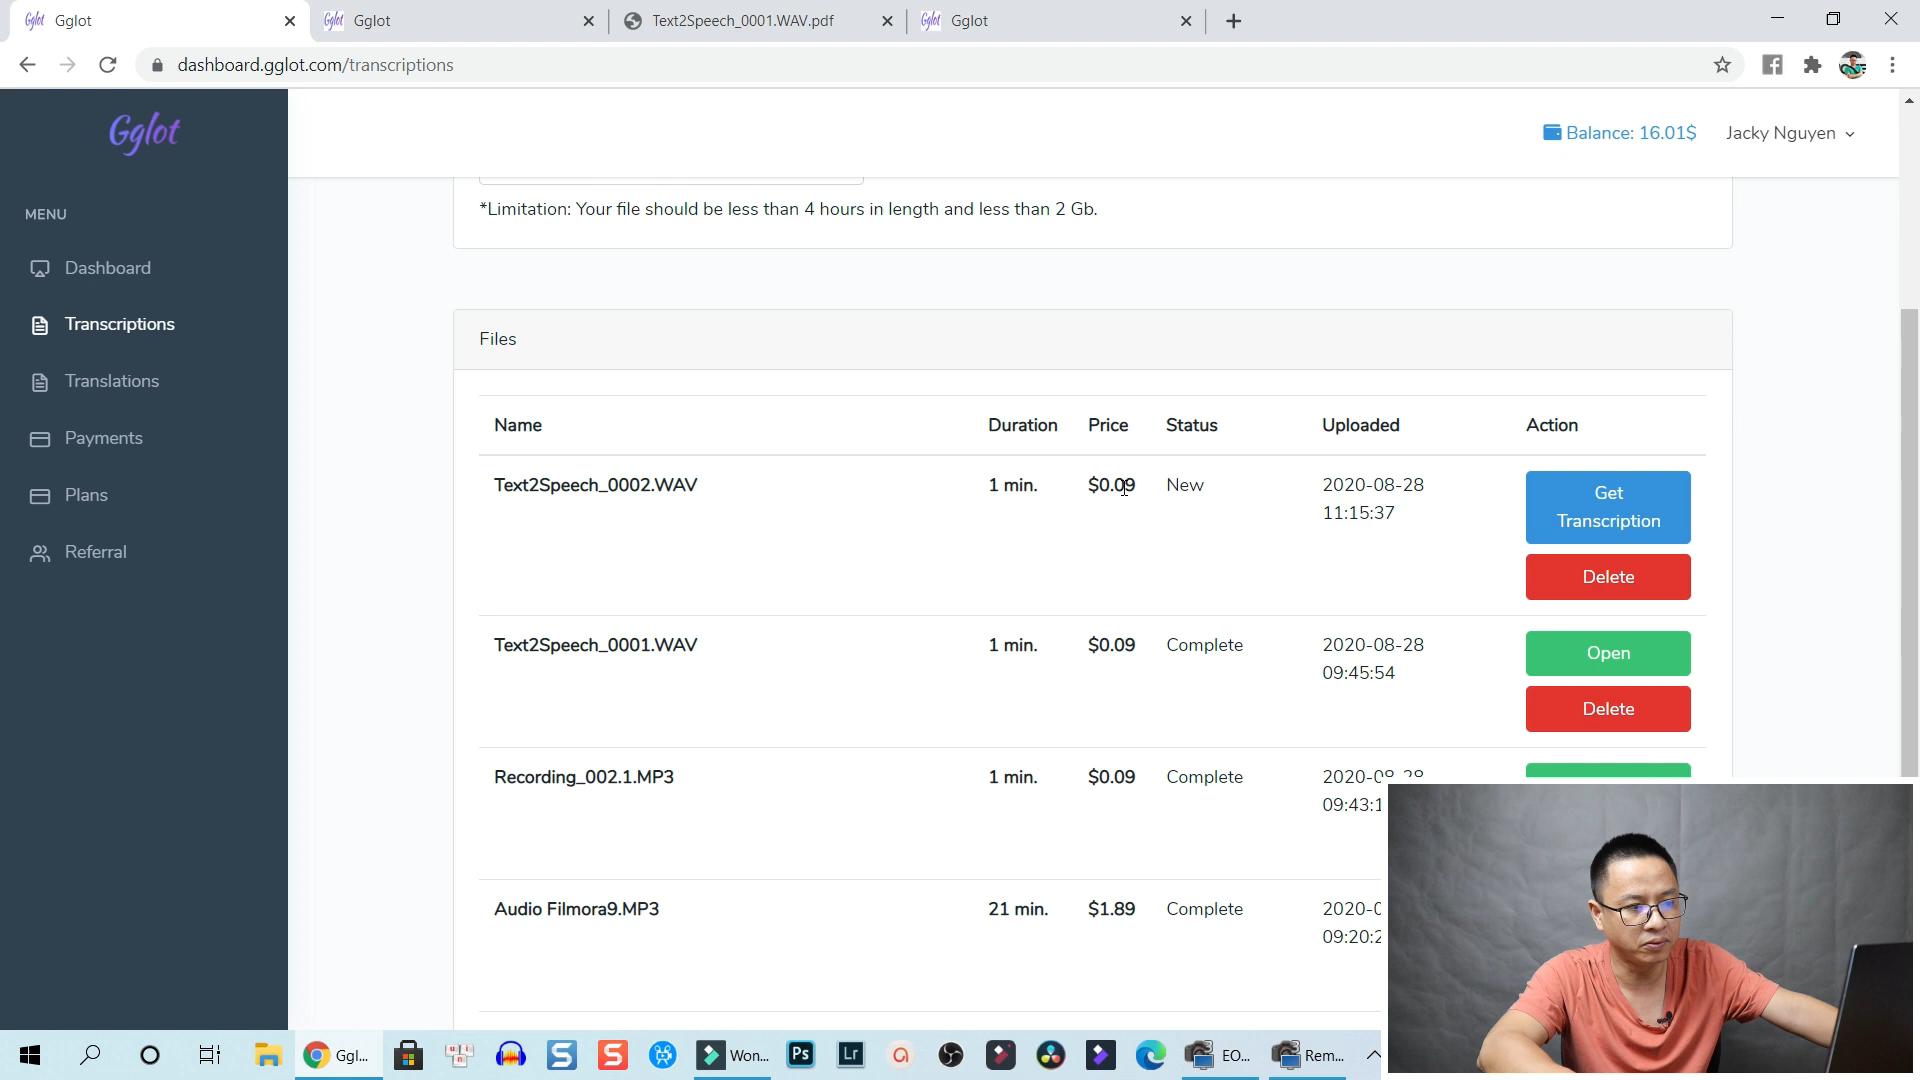 Gglot Gglot Text2Speech_0001.WAV.pdf Gglot
dashboard.gglot.com/transcriptions
Gglot
Balance: 16.01$ Jacky Nguyen
MENU
Dashboard
Transcriptions
Translations
Payments
Plans
Referral
*Limitation: Your file should be less than 4 hours in length and less than 2 Gb.
Files
Name Duration Price Status Uploaded Action
Text2Speech_0002.WAV 1 min. $0.09 New 2020-08-28
11:15:37
Get
Transcription
Delete
Text2Speech_0001.WAV 1 min. $0.09 Complete 2020-08-28
09:45:54
Open
Delete
Recording_002.1.MP3 1 min. $0.09 Complete 2020-08-28
09:43:1
Audio Filmora9.MP3 21 min. $1.89 Complete 2020-0
09:20:2
Ggl... Won... Ps Lr EO... Rem...